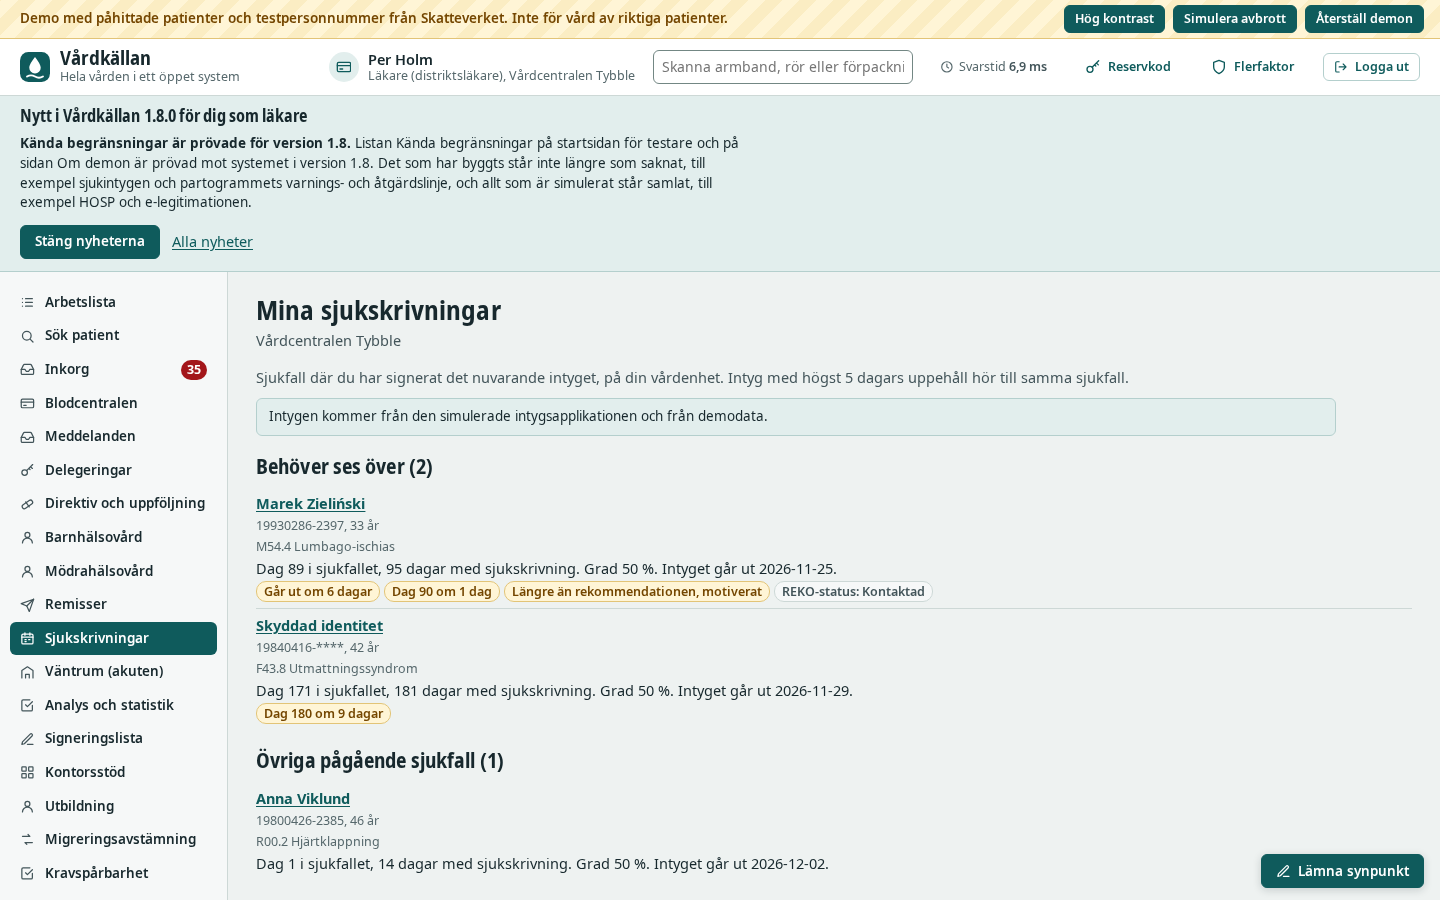 Demo med påhittade patienter och testpersonnummer från Skatteverket. Inte för vård av riktiga patienter.
Hög kontrast
Simulera avbrott
Återställ demon
Vårdkällan
Hela vården i ett öppet system
Per Holm
Läkare (distriktsläkare), Vårdcentralen Tybble
Skanna armband, rör eller förpackni
Svarstid 6,9 ms
Reservkod
Flerfaktor
Logga ut
Nytt i Vårdkällan 1.8.0 för dig som läkare
Kända begränsningar är prövade för version 1.8. Listan Kända begränsningar på startsidan för testare och på
sidan Om demon är prövad mot systemet i version 1.8. Det som har byggts står inte längre som saknat, till
exempel sjukintygen och partogrammets varnings- och åtgärdslinje, och allt som är simulerat står samlat, till
exempel HOSP och e-legitimationen.
Stäng nyheterna
Alla nyheter
Arbetslista
Sök patient
Inkorg
35
Blodcentralen
Meddelanden
Delegeringar
Direktiv och uppföljning
Barnhälsovård
Mödrahälsovård
Remisser
Sjukskrivningar
Väntrum (akuten)
Analys och statistik
Signeringslista
Kontorsstöd
Utbildning
Migreringsavstämning
Kravspårbarhet
Mina sjukskrivningar
Vårdcentralen Tybble
Sjukfall där du har signerat det nuvarande intyget, på din vårdenhet. Intyg med högst 5 dagars uppehåll hör till samma sjukfall.
Intygen kommer från den simulerade intygsapplikationen och från demodata.
Behöver ses över (2)
Marek Zieliński
19930286-2397, 33 år
M54.4 Lumbago-ischias
Dag 89 i sjukfallet, 95 dagar med sjukskrivning. Grad 50 %. Intyget går ut 2026-11-25.
Går ut om 6 dagar
Dag 90 om 1 dag
Längre än rekommendationen, motiverat
REKO-status: Kontaktad
Skyddad identitet
19840416-****, 42 år
F43.8 Utmattningssyndrom
Dag 171 i sjukfallet, 181 dagar med sjukskrivning. Grad 50 %. Intyget går ut 2026-11-29.
Dag 180 om 9 dagar
Övriga pågående sjukfall (1)
Anna Viklund
19800426-2385, 46 år
R00.2 Hjärtklappning
Dag 1 i sjukfallet, 14 dagar med sjukskrivning. Grad 50 %. Intyget går ut 2026-12-02.
Lämna synpunkt